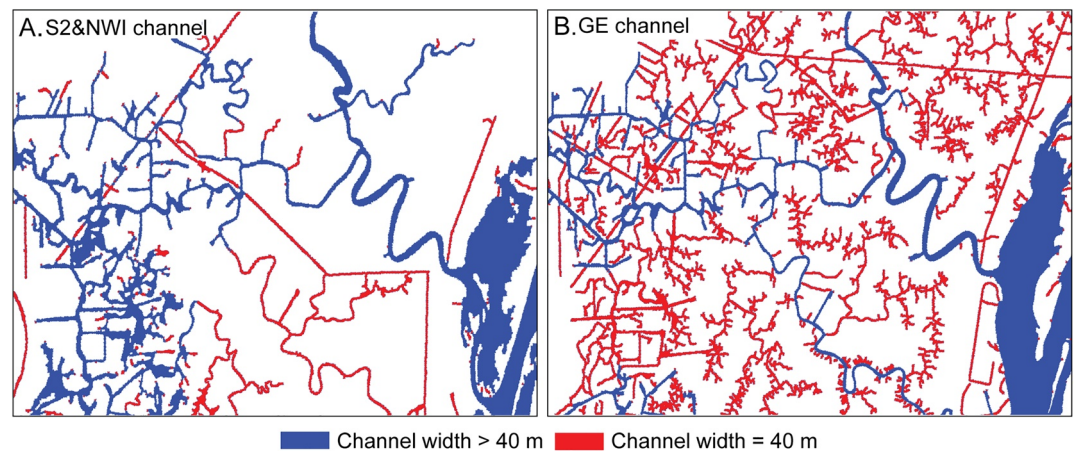 A. S2&NWI channel
B. GE channel
Channel width > 40 m
Channel width = 40 m